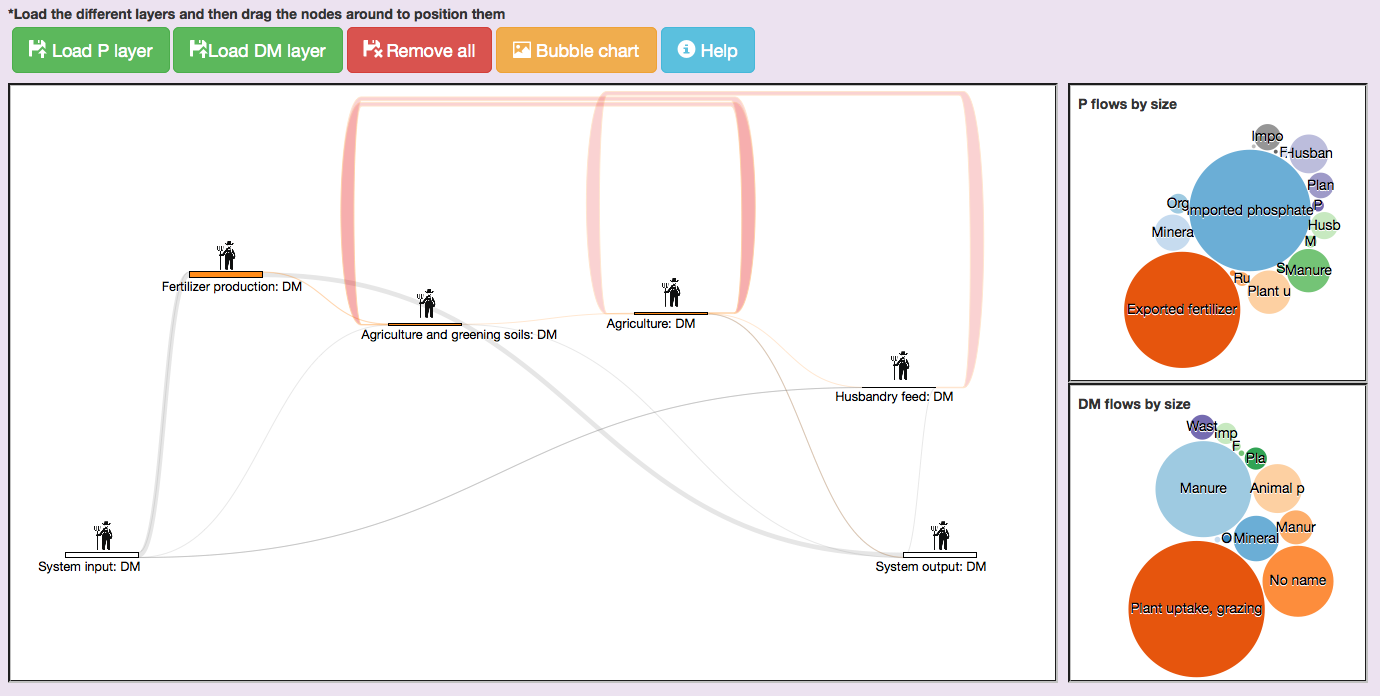 *Load the different layers and then drag the nodes around to position them
Load P layer
Load DM layer
Remove all
Bubble chart
Help
Fertilizer production: DM
Agriculture and greening soils: DM
Agriculture: DM
Husbandry feed: DM
System input: DM
System output: DM
P flows by size
Impo
F
Husban
Plan
Org
Imported phosphate
P
Minera
Husb
M
S
Manure
Ru
Plant u
Exported fertilizer
DM flows by size
Wast
Imp
F
Pla
Manure
Animal p
Manur
O
Mineral
No name
Plant uptake, grazing